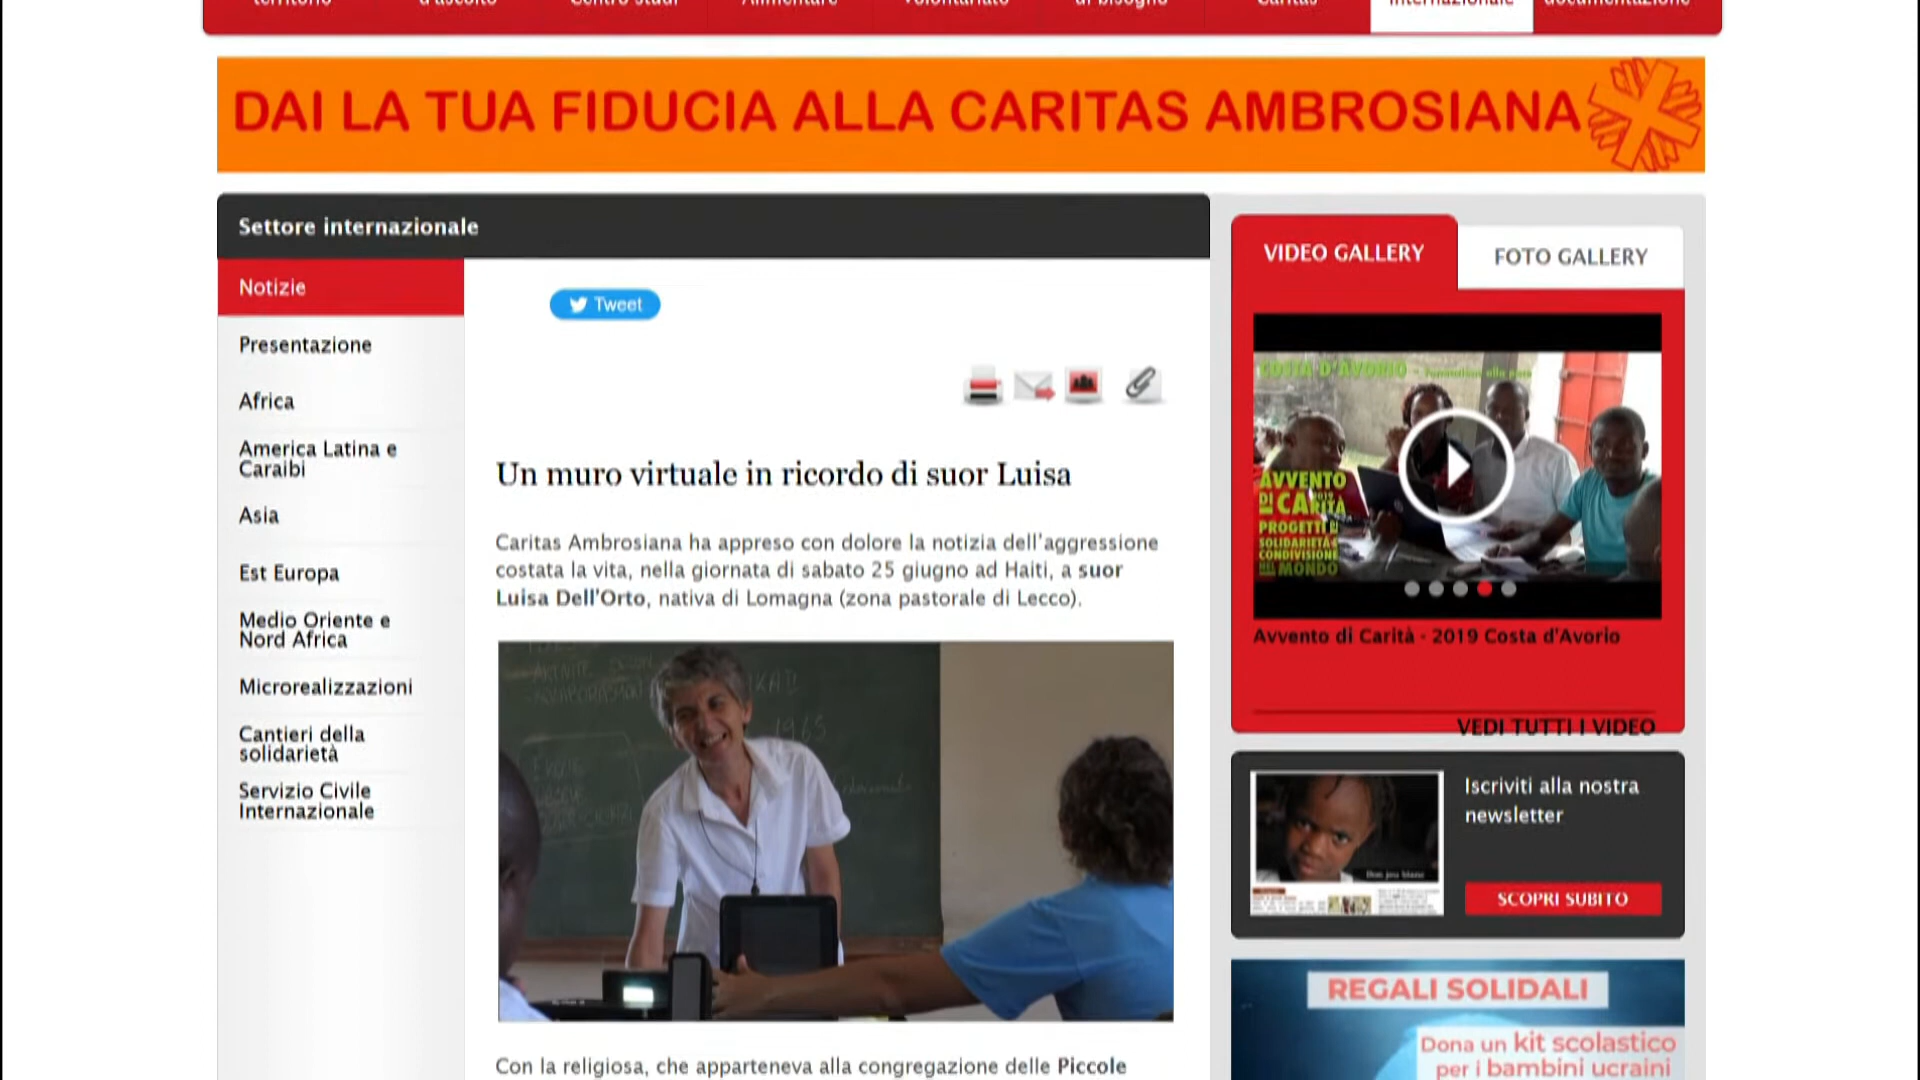 DAI LA TUA FIDUCIA ALLA CARITAS AMBROSIANA
Settore internazionale
Notizie
Presentazione
Africa
America Latina e
Caraibi
Asia
Est Europa
Medio Oriente e
Nord Africa
Microrealizzazioni
Cantieri della
solidarietà
Servizio Civile
Internazionale
Tweet
Un muro virtuale in ricordo di suor Luisa
Caritas Ambrosiana ha appreso con dolore la notizia dell'aggressione
costata la vita, nella giornata di sabato 25 giugno ad Haiti, a suor
Luisa Dell'Orto, nativa di Lomagna (zona pastorale di Lecco).
1965
Con la religiosa, che apparteneva alla congregazione delle Piccole
VIDEO GALLERY
FOTO GALLERY
COSTA D'AVORIO -
AVVENTO
DI CARITÀ
2019
PROGETTI DI
SOLIDARIETÀ E
CONDIVISIONE
NEL MONDO
Avvento di Carità - 2019 Costa d'Avorio
VEDI TUTTI I VIDEO
Iscriviti alla nostra
newsletter
SCOPRI SUBITO
REGALI SOLIDALI
Dona un kit scolastico
per i bambini ucraini